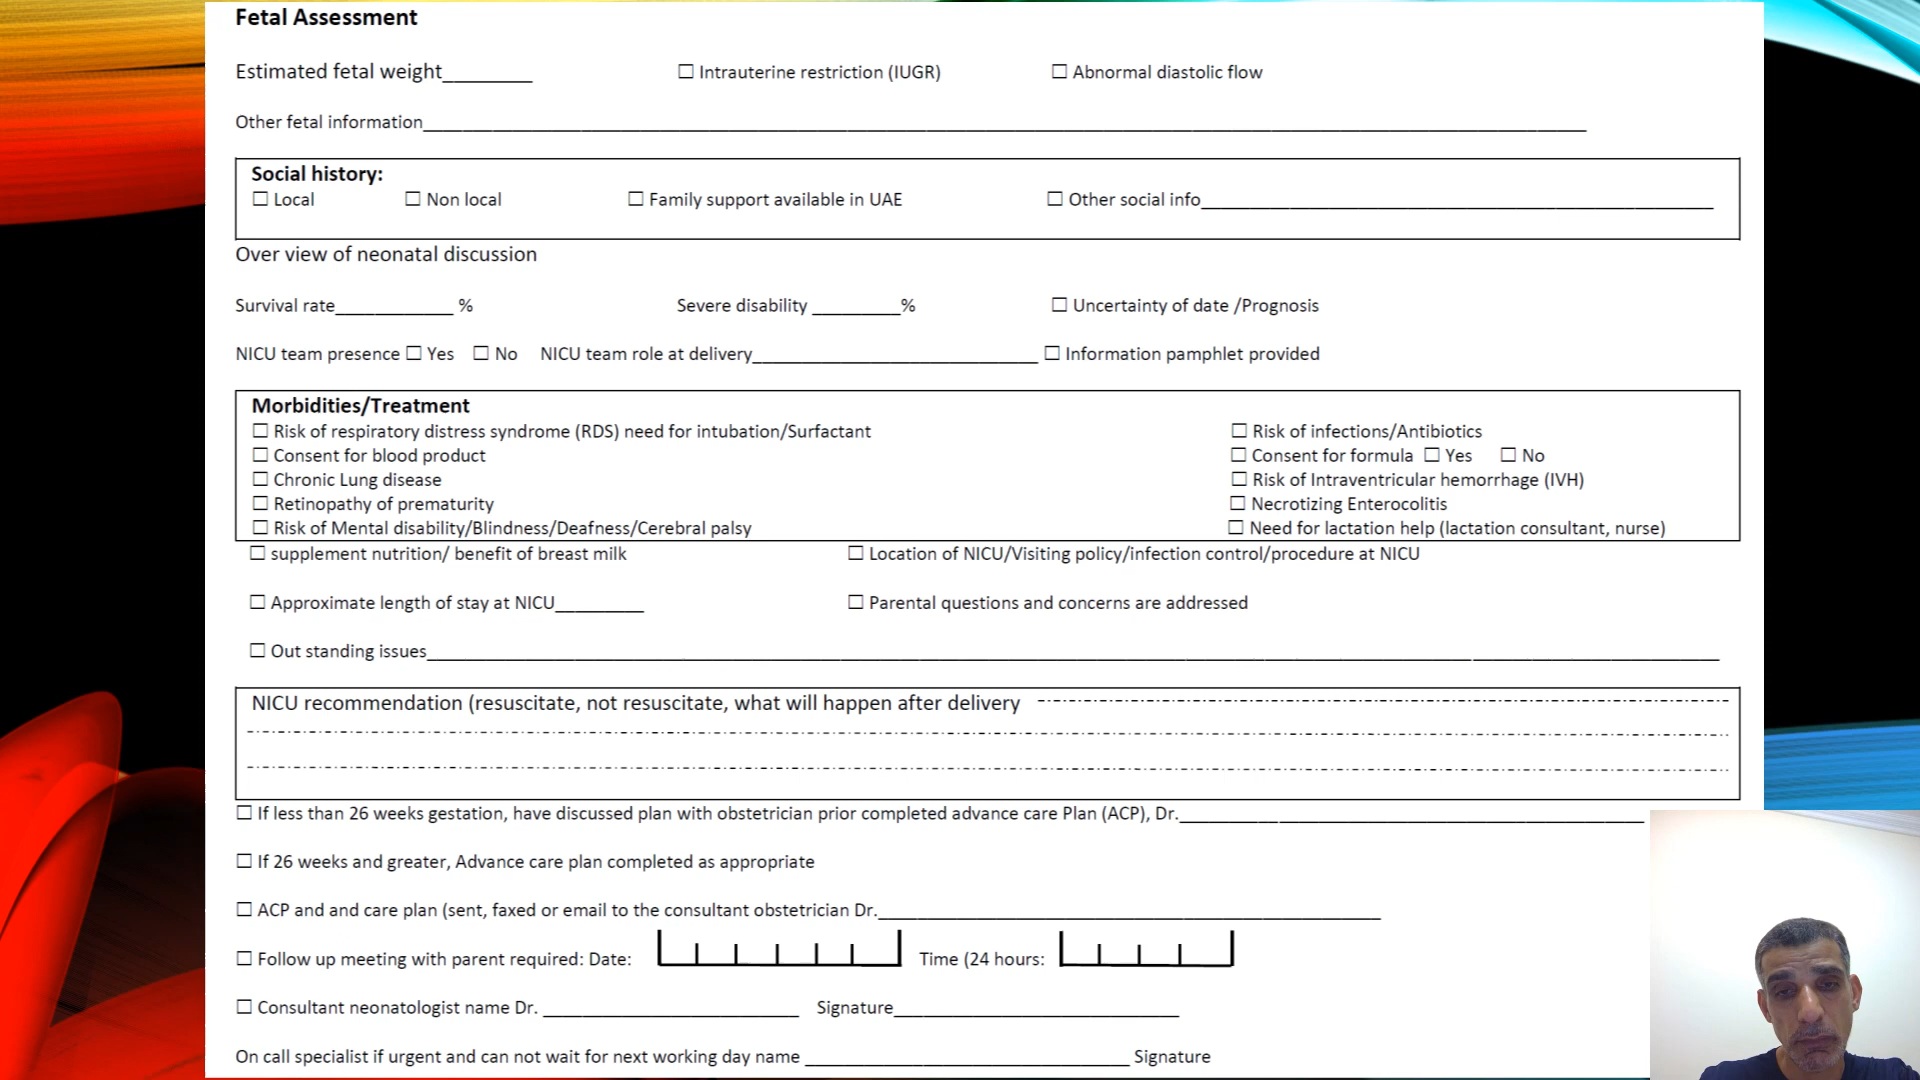 Fetal Assessment
Estimated fetal weight________ ☐ Intrauterine restriction (IUGR) ☐ Abnormal diastolic flow
Other fetal information____________________
Social history:
☐ Local ☐ Non local ☐ Family support available in UAE ☐ Other social info____________________
Over view of neonatal discussion
Survival rate____________ % Severe disability _________% ☐ Uncertainty of date /Prognosis
NICU team presence ☐ Yes ☐ No NICU team role at delivery____________________ ☐ Information pamphlet provided
Morbidities/Treatment
☐ Risk of respiratory distress syndrome (RDS) need for intubation/Surfactant ☐ Risk of infections/Antibiotics
☐ Consent for blood product ☐ Consent for formula ☐ Yes ☐ No
☐ Chronic Lung disease ☐ Risk of Intraventricular hemorrhage (IVH)
☐ Retinopathy of prematurity ☐ Necrotizing Enterocolitis
☐ Risk of Mental disability/Blindness/Deafness/Cerebral palsy ☐ Need for lactation help (lactation consultant, nurse)
☐ supplement nutrition/ benefit of breast milk ☐ Location of NICU/Visiting policy/infection control/procedure at NICU
☐ Approximate length of stay at NICU_________ ☐ Parental questions and concerns are addressed
☐ Out standing issues____________________
NICU recommendation (resuscitate, not resuscitate, what will happen after delivery
☐ If less than 26 weeks gestation, have discussed plan with obstetrician prior completed advance care Plan (ACP), Dr.____________________
☐ If 26 weeks and greater, Advance care plan completed as appropriate
☐ ACP and and care plan (sent, faxed or email to the consultant obstetrician Dr.____________________
☐ Follow up meeting with parent required: Date: Time (24 hours:
☐ Consultant neonatologist name Dr. ____________________ Signature____________________
On call specialist if urgent and can not wait for next working day name ____________________ Signature